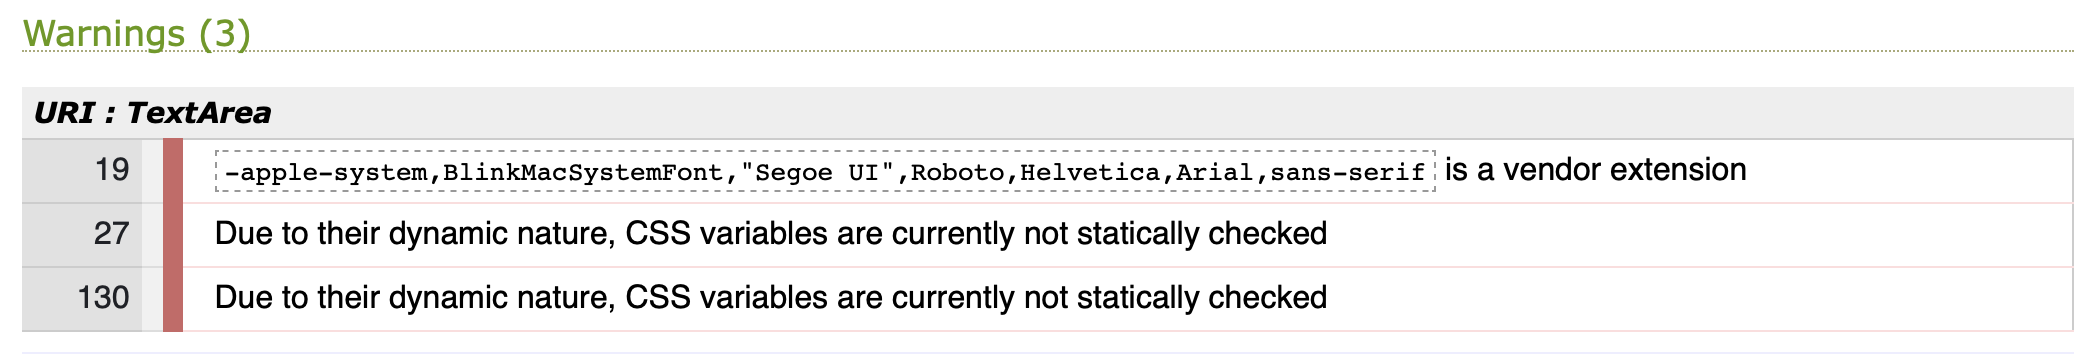 Warnings (3)
URI : TextArea
19 -apple-system,BlinkMacSystemFont,"Segoe UI",Roboto,Helvetica,Arial,sans-serif is a vendor extension
27 Due to their dynamic nature, CSS variables are currently not statically checked
130 Due to their dynamic nature, CSS variables are currently not statically checked